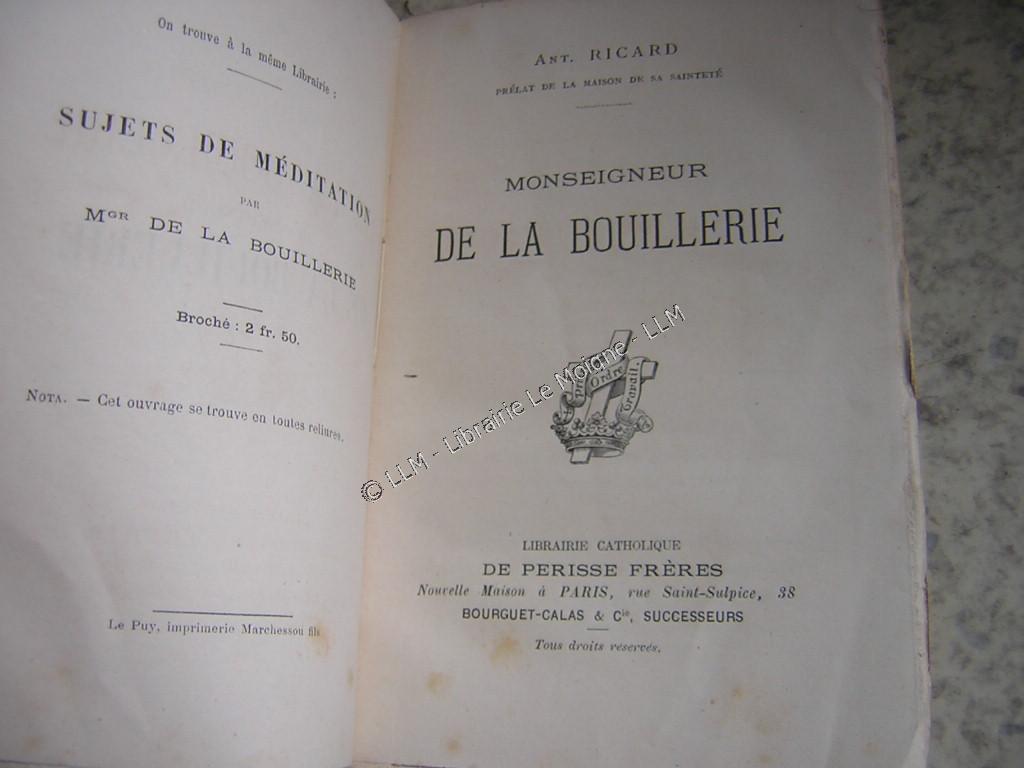 On trouve à la même Librairie :
SUJETS DE MÉDITATION
PAR
MGR DE LA BOUILLERIE
Broché : 2 fr. 50.
NOTA. — Cet ouvrage se trouve en toutes reliures.
Le Puy, imprimerie Marchessou fils
ANT. RICARD
PRÉLAT DE LA MAISON DE SA SAINTETÉ
MONSEIGNEUR
DE LA BOUILLERIE
Ordre
Travail
LIBRAIRIE CATHOLIQUE
DE PERISSE FRÈRES
Nouvelle Maison à PARIS, rue Saint-Sulpice, 38
BOURGUET-CALAS & Cie, SUCCESSEURS
Tous droits réservés.
© LLM - Librairie Le Moigne - LLM